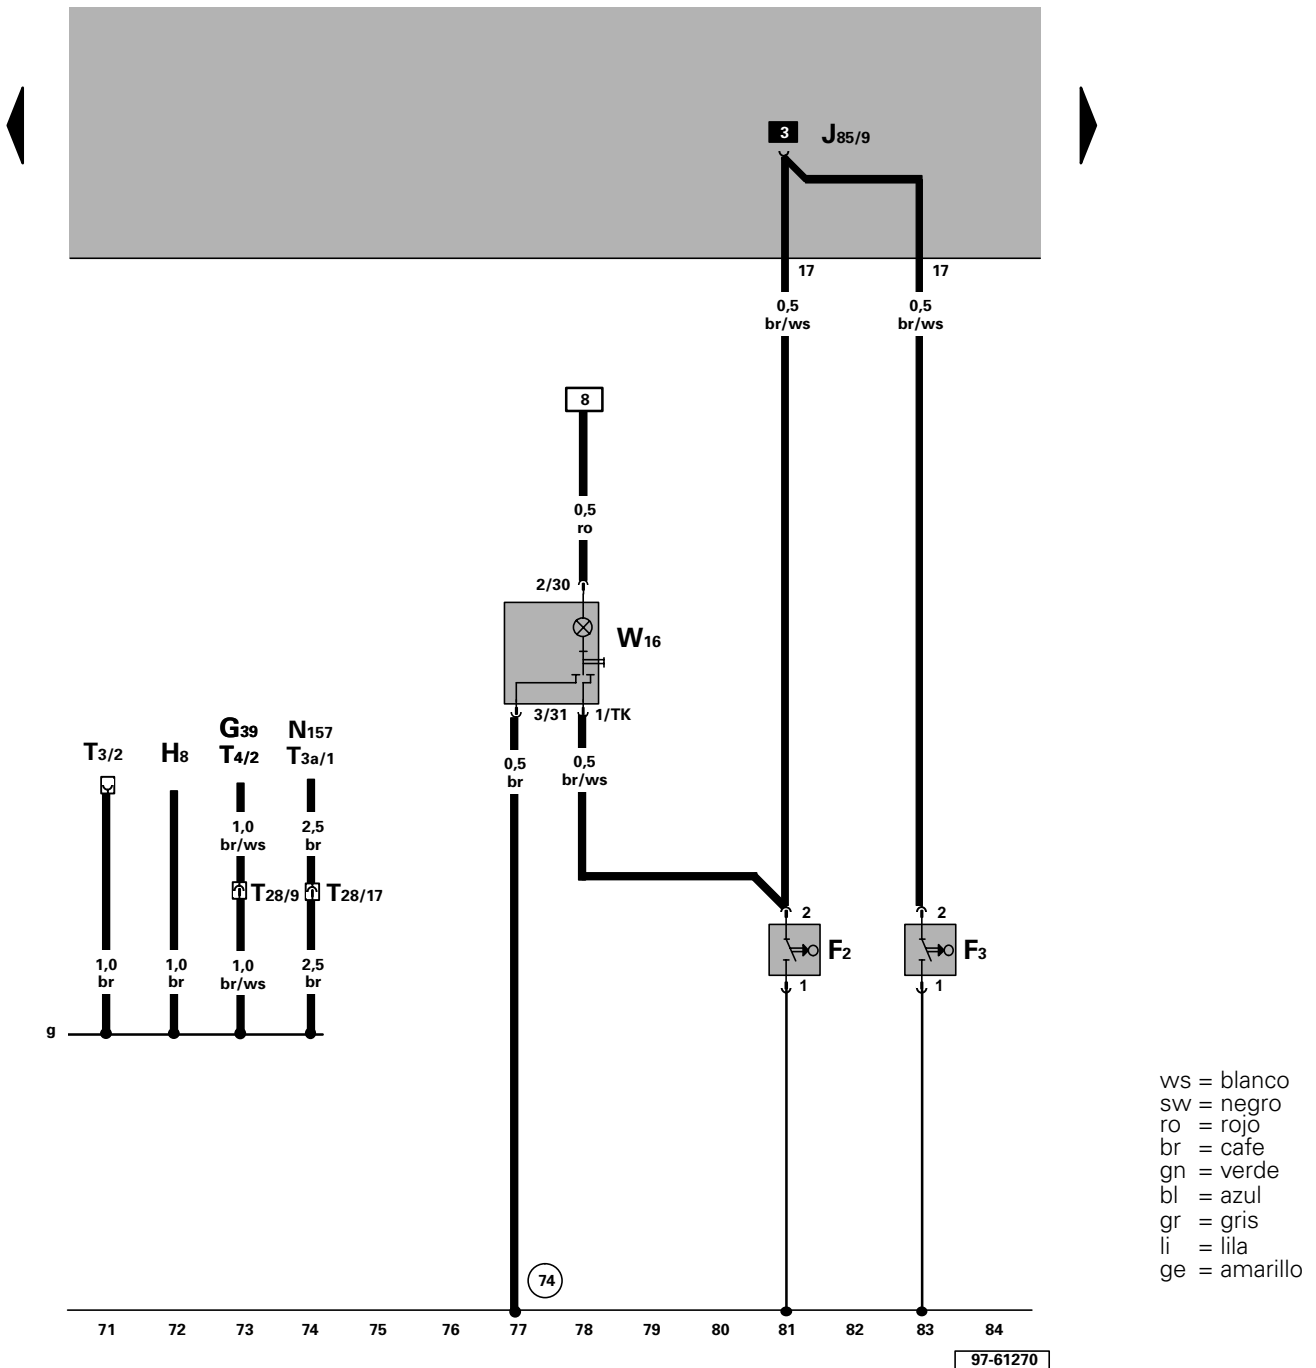 3 J85/9
17 17
0,5 0,5
br/ws br/ws
8
0,5
ro
2/30
W16
3/31 1/TK
G39 N157
T3/2 H8 T4/2 T3a/1
0,5 0,5
br br/ws
1,0 2,5
br/ws br
T28/9 T28/17
2 2
F2 F3
1,0 1,0 1,0 2,5
br br br/ws br
1 1
g
ws = blanco
sw = negro
ro = rojo
br = cafe
gn = verde
bl = azul
gr = gris
li = lila
ge = amarillo
74
71 72 73 74 75 76 77 78 79 80 81 82 83 84
97-61270